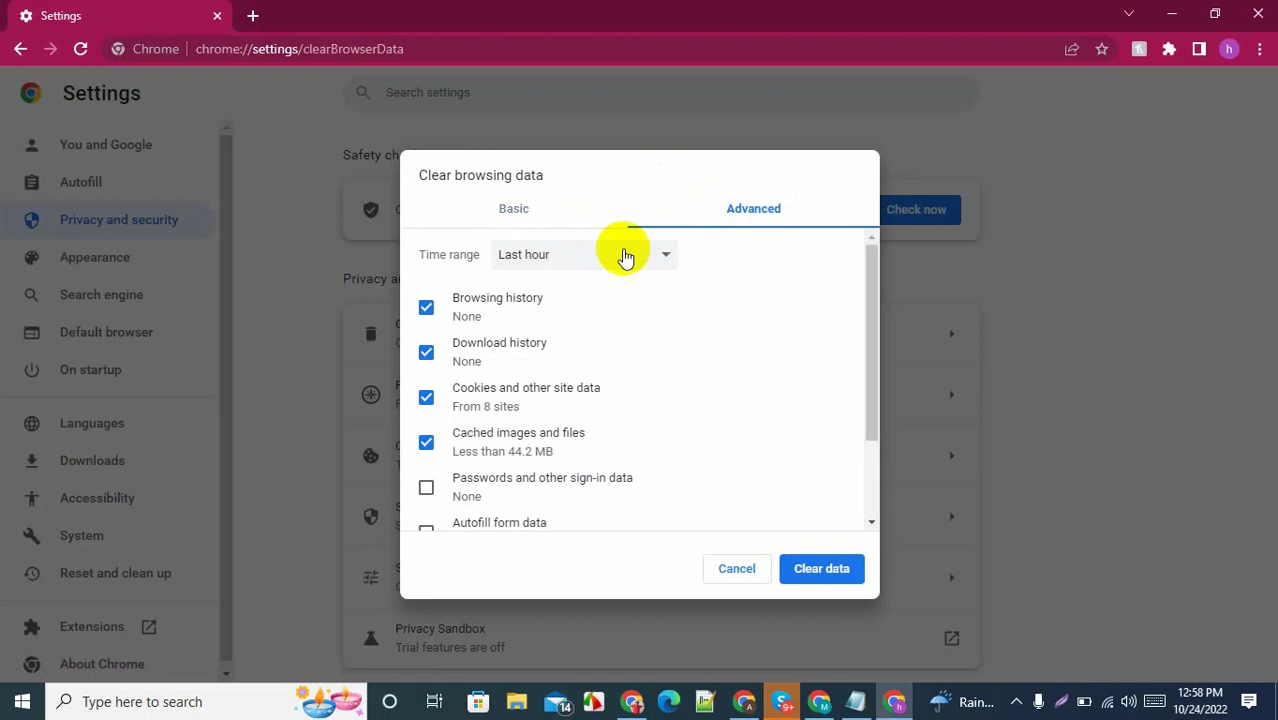 Settings
Chrome
chrome://settings/clearBrowserData
h
Settings
Search settings
You and Google
Autofill
Privacy and security
Appearance
Search engine
Default browser
On startup
Languages
Downloads
Accessibility
System
Reset and clean up
Extensions
About Chrome
Safety
Check now
Privacy
Clear browsing data
Basic
Advanced
Time range
Last hour
Browsing history
None
Download history
None
Cookies and other site data
From 8 sites
Cached images and files
Less than 44.2 MB
Passwords and other sign-in data
None
Autofill form data
Cancel
Clear data
Privacy Sandbox
Trial features are off
Type here to search
14
A
9+
M
h
Rain...
12:58 PM
10/24/2022